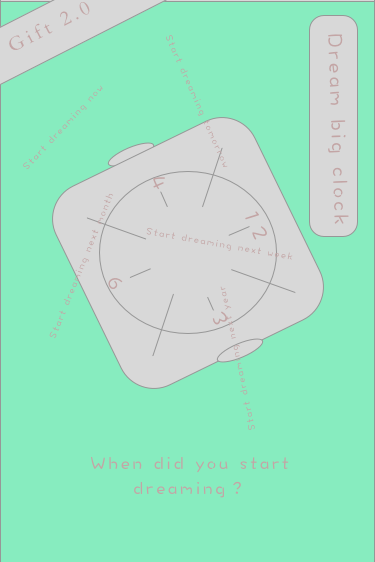 Gift 2.0
Dream big clock
Start dreaming now
Start dreaming tomorrow
Start dreaming next month
Start dreaming next week
Start dreaming next year
4
12
6
3
When did you start
dreaming ?